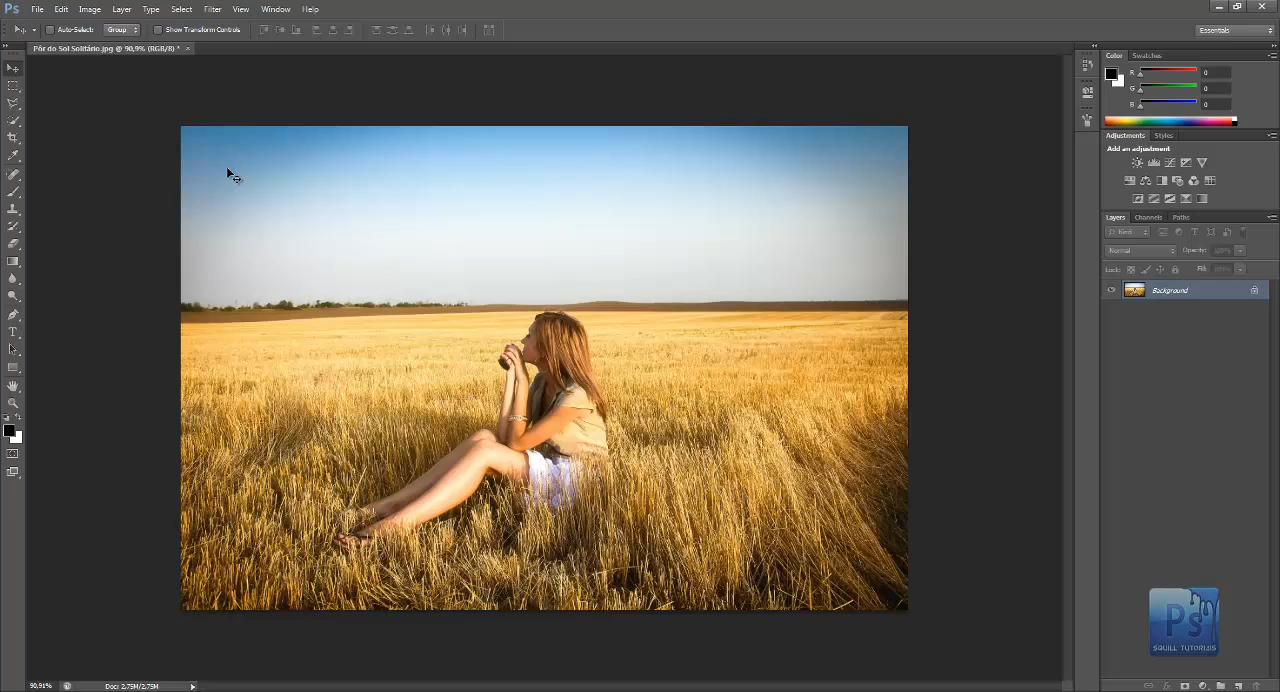 Ps File Edit Image Layer Type Select Filter View Window Help
Auto-Select: Group Show Transform Controls Essentials
Pôr do Sol Solitário.jpg @ 90,9% (RGB/8) * ×
Color Swatches
R 0
G 0
B 0
Adjustments Styles
Add an adjustment
Layers Channels Paths
Kind
Normal Opacity: 100%
Lock: Fill: 100%
Background
Ps
SQUILL TUTORIAIS
90,91% Doc: 2,75M/2,75M